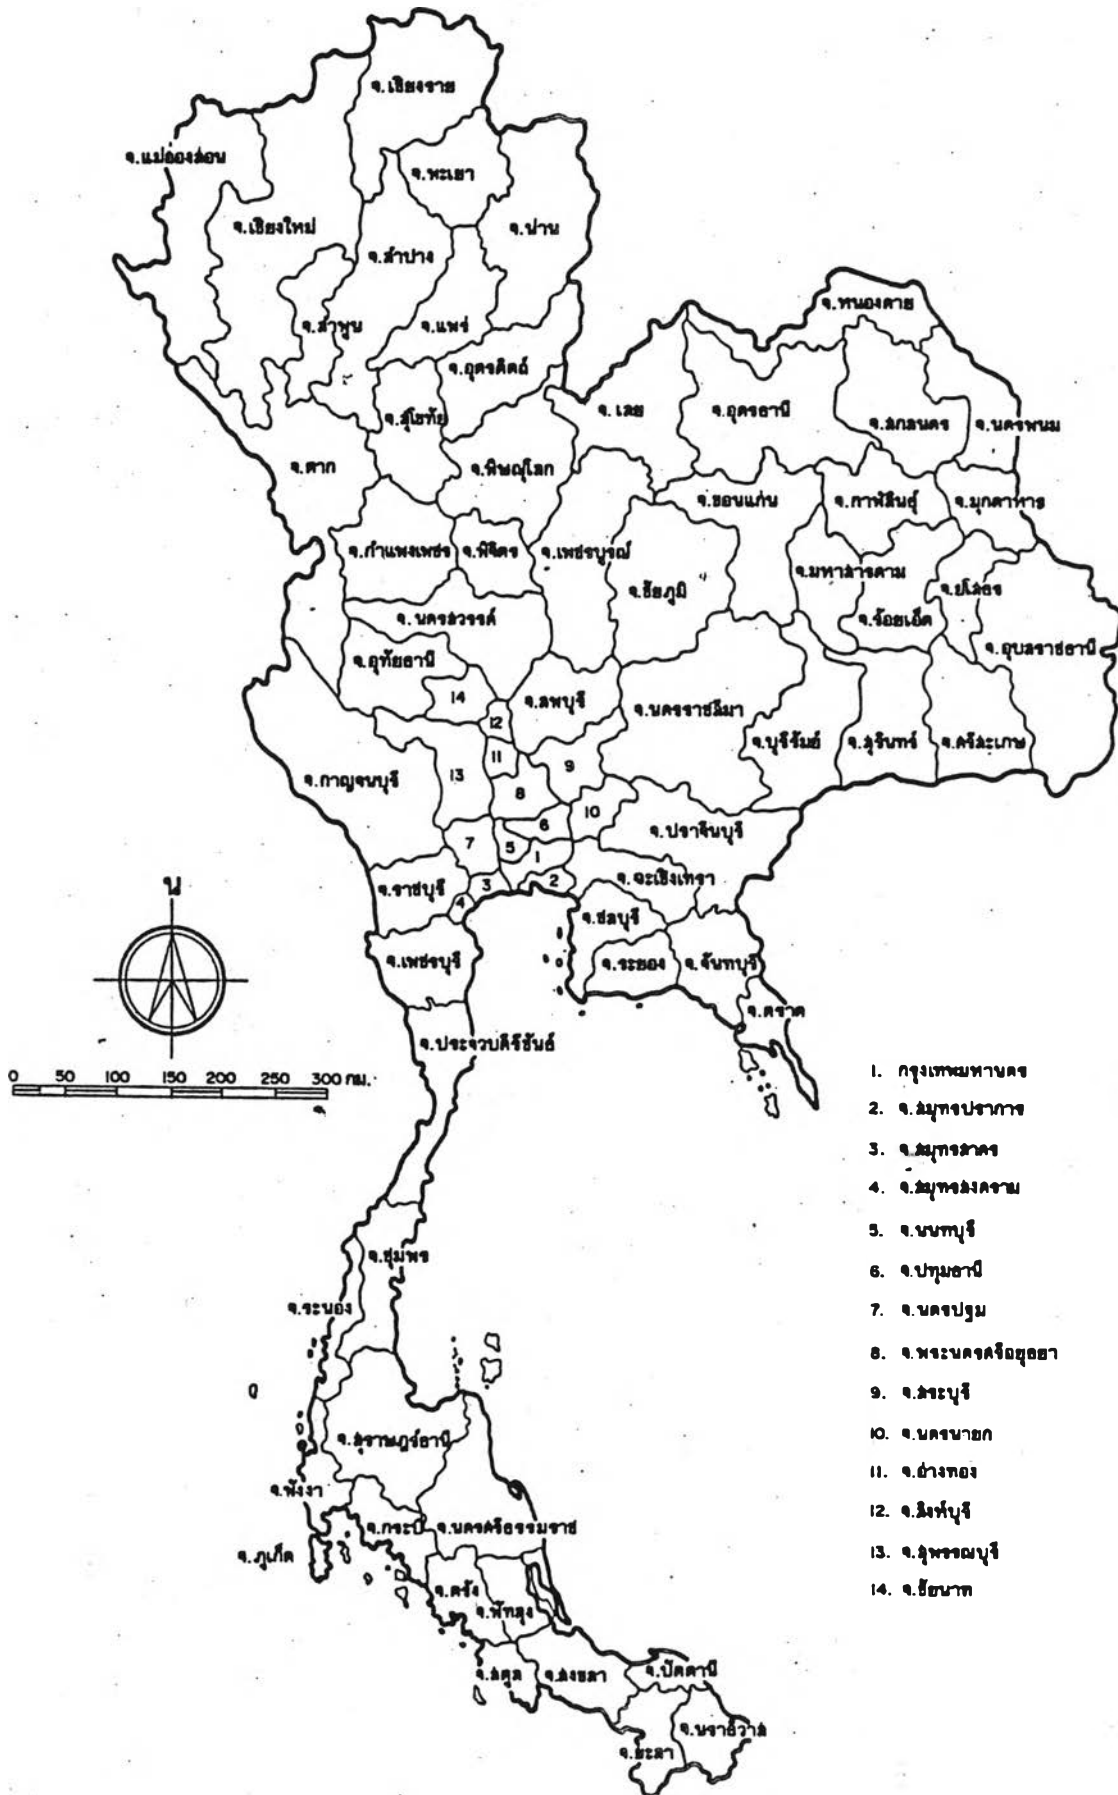 จ.เชียงราย
จ.แม่ฮ่องสอน
จ.พะเยา
จ.เชียงใหม่
จ.น่าน
จ.ลำปาง
จ.ลำพูน
จ.แพร่
จ.หนองคาย
จ.อุตรดิตถ์
จ.สุโขทัย
จ.เลย
จ.อุดรธานี
จ.สกลนคร
จ.นครพนม
จ.ตาก
จ.พิษณุโลก
จ.ขอนแก่น
จ.กาฬสินธุ์
จ.มุกดาหาร
จ.กำแพงเพชร
จ.พิจิตร
จ.เพชรบูรณ์
จ.ชัยภูมิ
จ.มหาสารคาม
จ.ยโสธร
จ.ร้อยเอ็ด
จ.นครสวรรค์
จ.อุบลราชธานี
จ.อุทัยธานี
14
จ.ลพบุรี
จ.นครราชสีมา
12
จ.บุรีรัมย์
จ.สุรินทร์
จ.ศรีสะเกษ
11
9
จ.กาญจนบุรี
13
8
10
6
จ.ปราจีนบุรี
7
5
1
น
จ.ราชบุรี
3
2
จ.ฉะเชิงเทรา
4
จ.ชลบุรี
จ.เพชรบุรี
จ.ระยอง
จ.จันทบุรี
จ.ตราด
จ.ประจวบคีรีขันธ์
0 50 100 150 200 250 300 กม.
1. กรุงเทพมหานคร
2. จ.สมุทรปราการ
3. จ.สมุทรสาคร
4. จ.สมุทรสงคราม
5. จ.นนทบุรี
6. จ.ปทุมธานี
7. จ.นครปฐม
8. จ.พระนครศรีอยุธยา
9. จ.สระบุรี
10. จ.นครนายก
11. จ.อ่างทอง
12. จ.สิงห์บุรี
13. จ.สุพรรณบุรี
14. จ.ชัยนาท
จ.ชุมพร
จ.ระนอง
จ.สุราษฎร์ธานี
จ.พังงา
จ.กระบี่
จ.นครศรีธรรมราช
จ.ภูเก็ต
จ.ตรัง
จ.พัทลุง
จ.สตูล
จ.สงขลา
จ.ปัตตานี
จ.นราธิวาส
จ.ยะลา